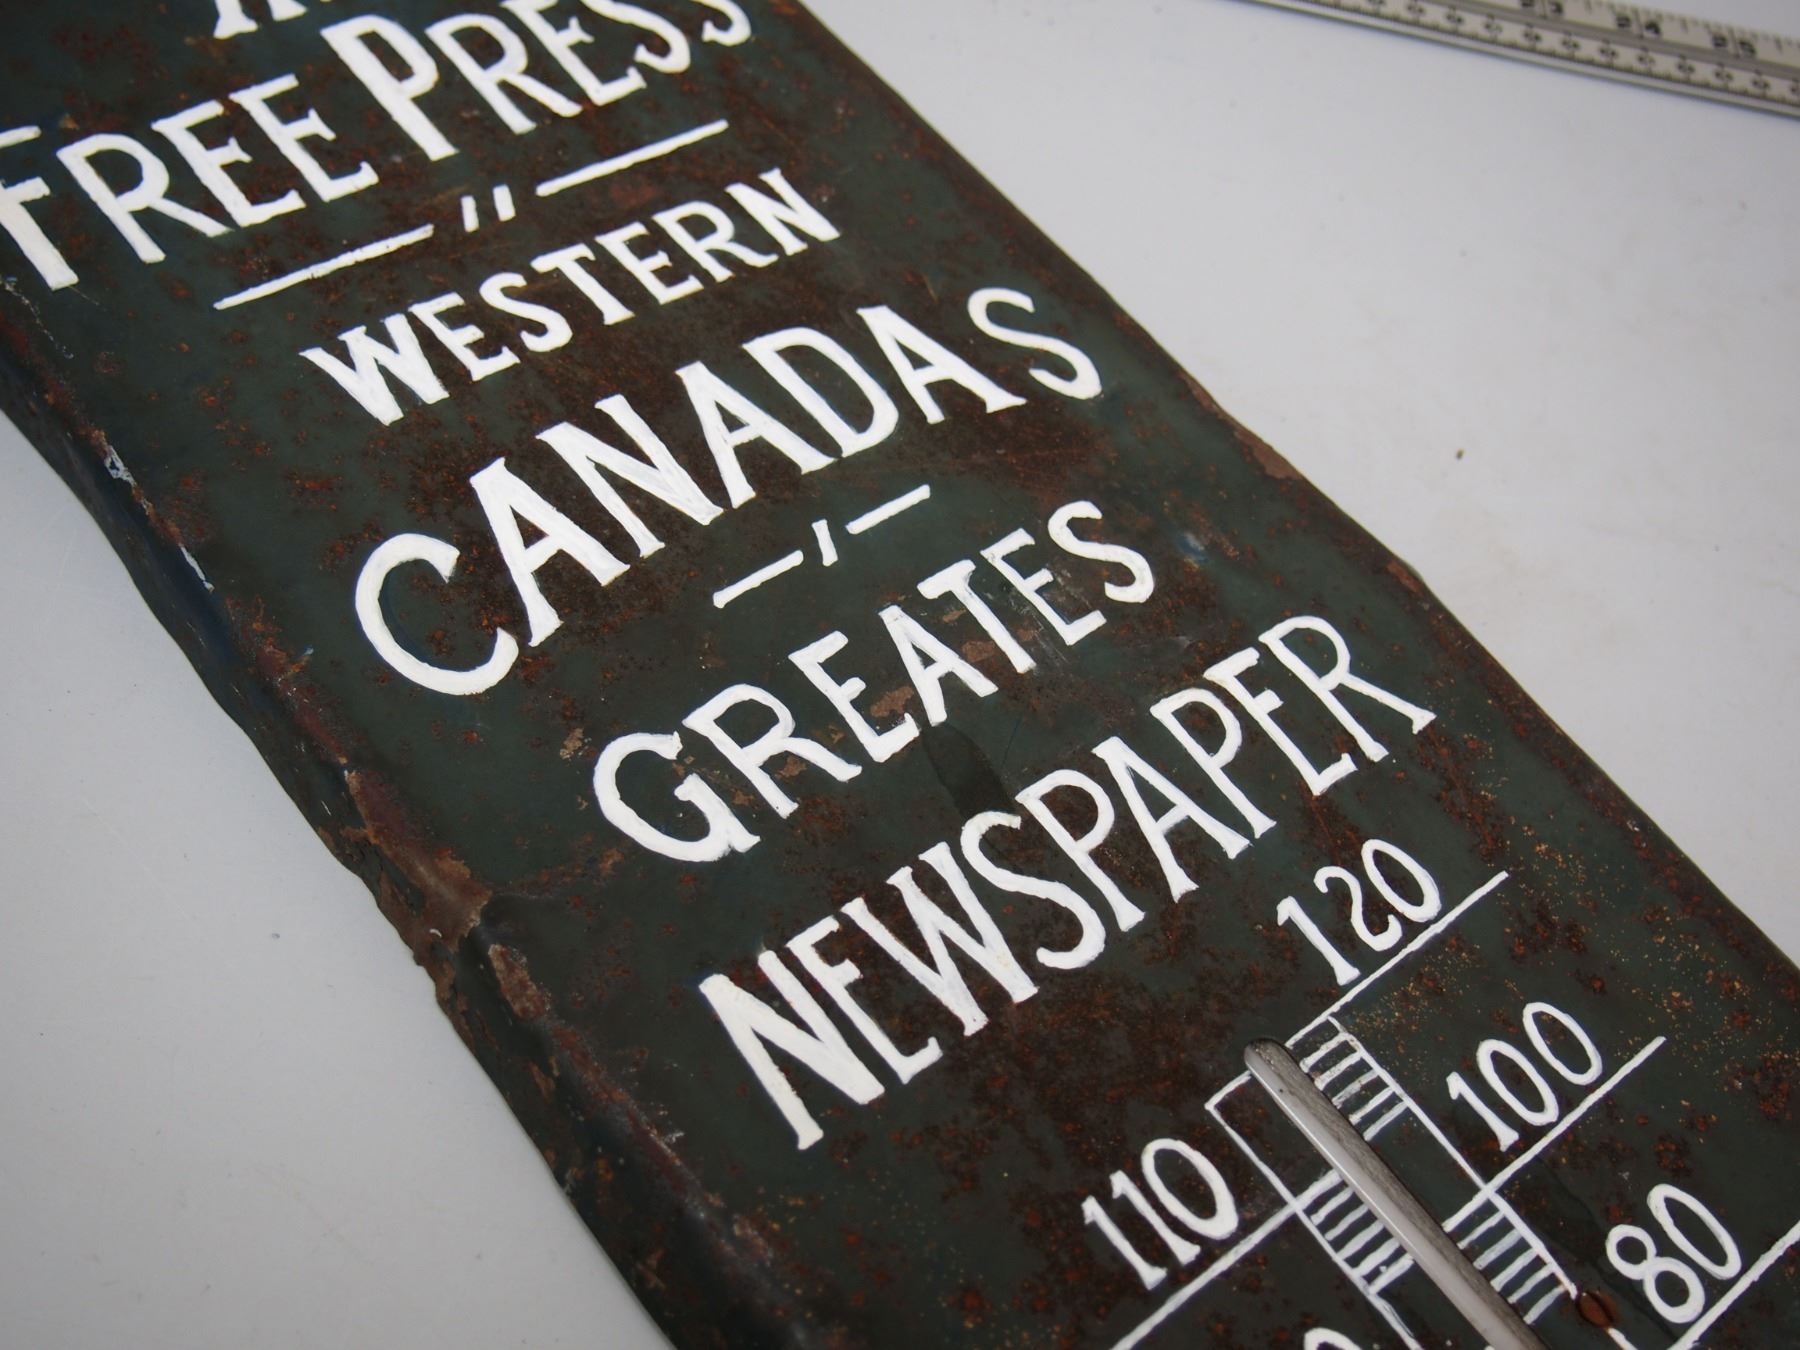 FREE PRESS
WESTERN
CANADAS
GREATES
NEWSPAPER
120
100
110
80